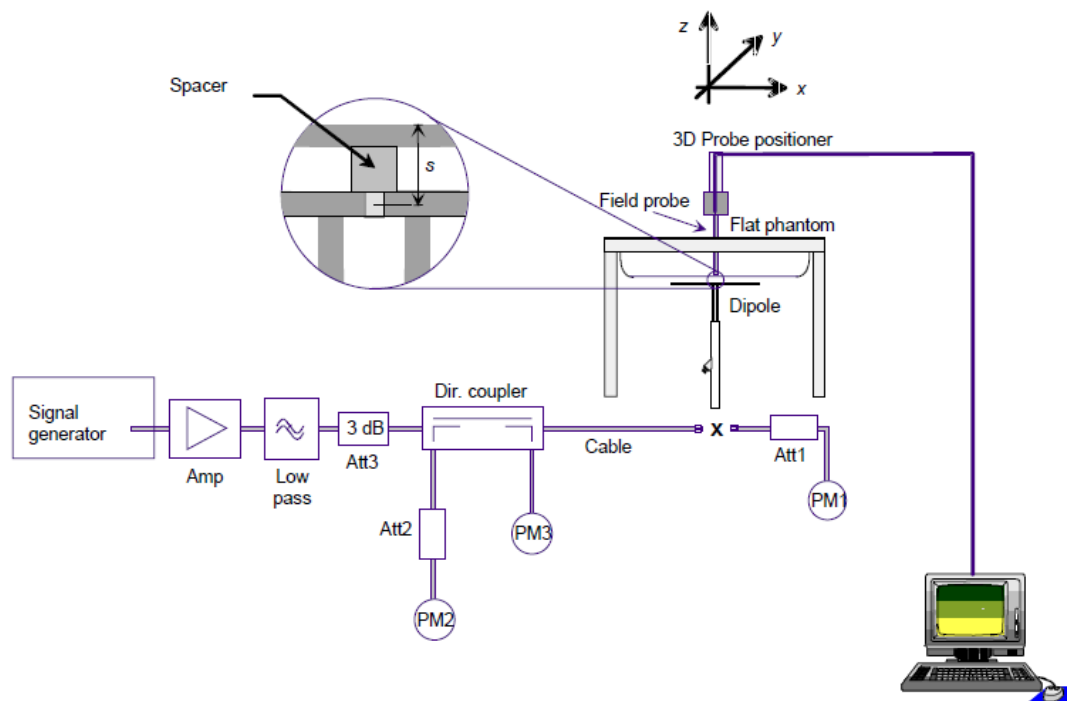 z
y
x
Spacer
s
3D Probe positioner
Field probe
Flat phantom
Dipole
Signal
generator
Amp
Low
pass
3 dB
Att3
Dir. coupler
Cable
X
Att1
PM1
Att2
PM3
PM2